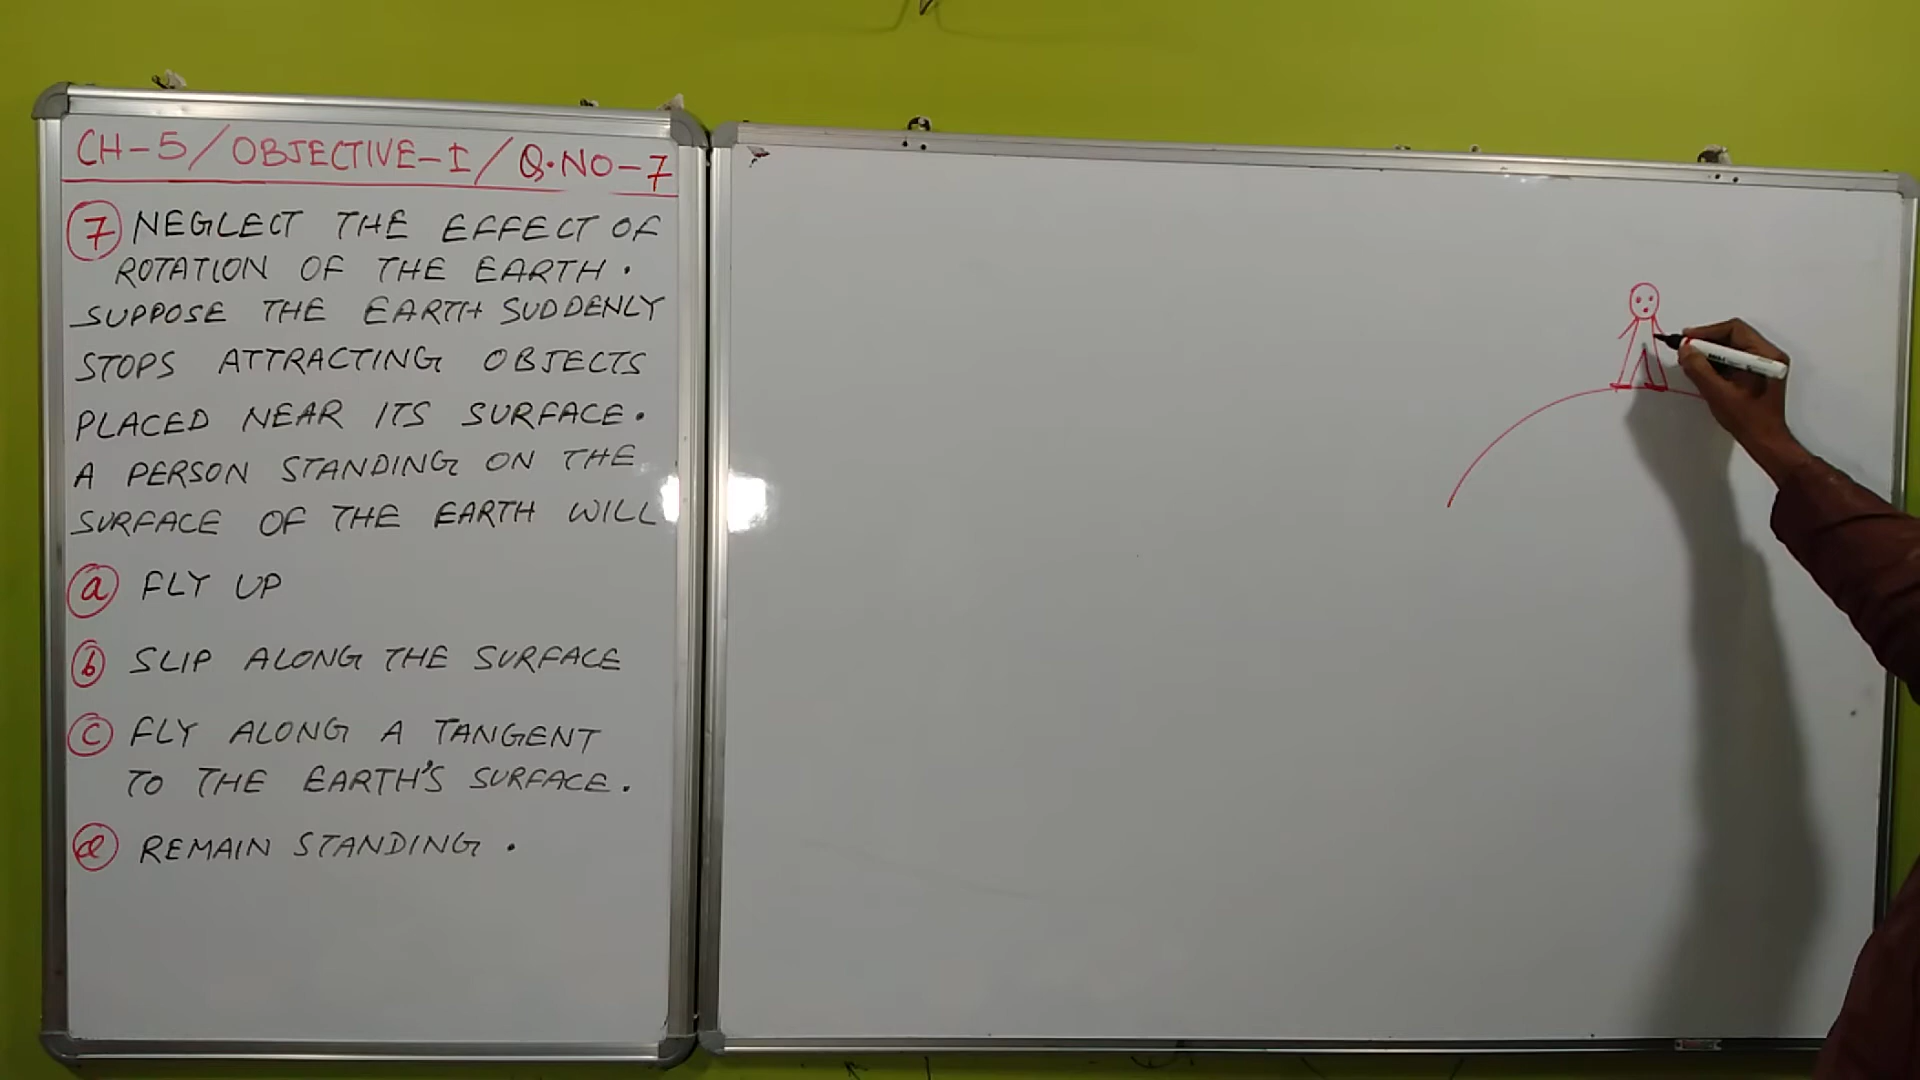 CH-5/OBJECTIVE-I/Q.NO-7
7 NEGLECT THE EFFECT OF
ROTATION OF THE EARTH.
SUPPOSE THE EARTH SUDDENLY
STOPS ATTRACTING OBJECTS
PLACED NEAR ITS SURFACE.
A PERSON STANDING ON THE
SURFACE OF THE EARTH WILL
a FLY UP
b SLIP ALONG THE SURFACE
c FLY ALONG A TANGENT
TO THE EARTH'S SURFACE.
d REMAIN STANDING.